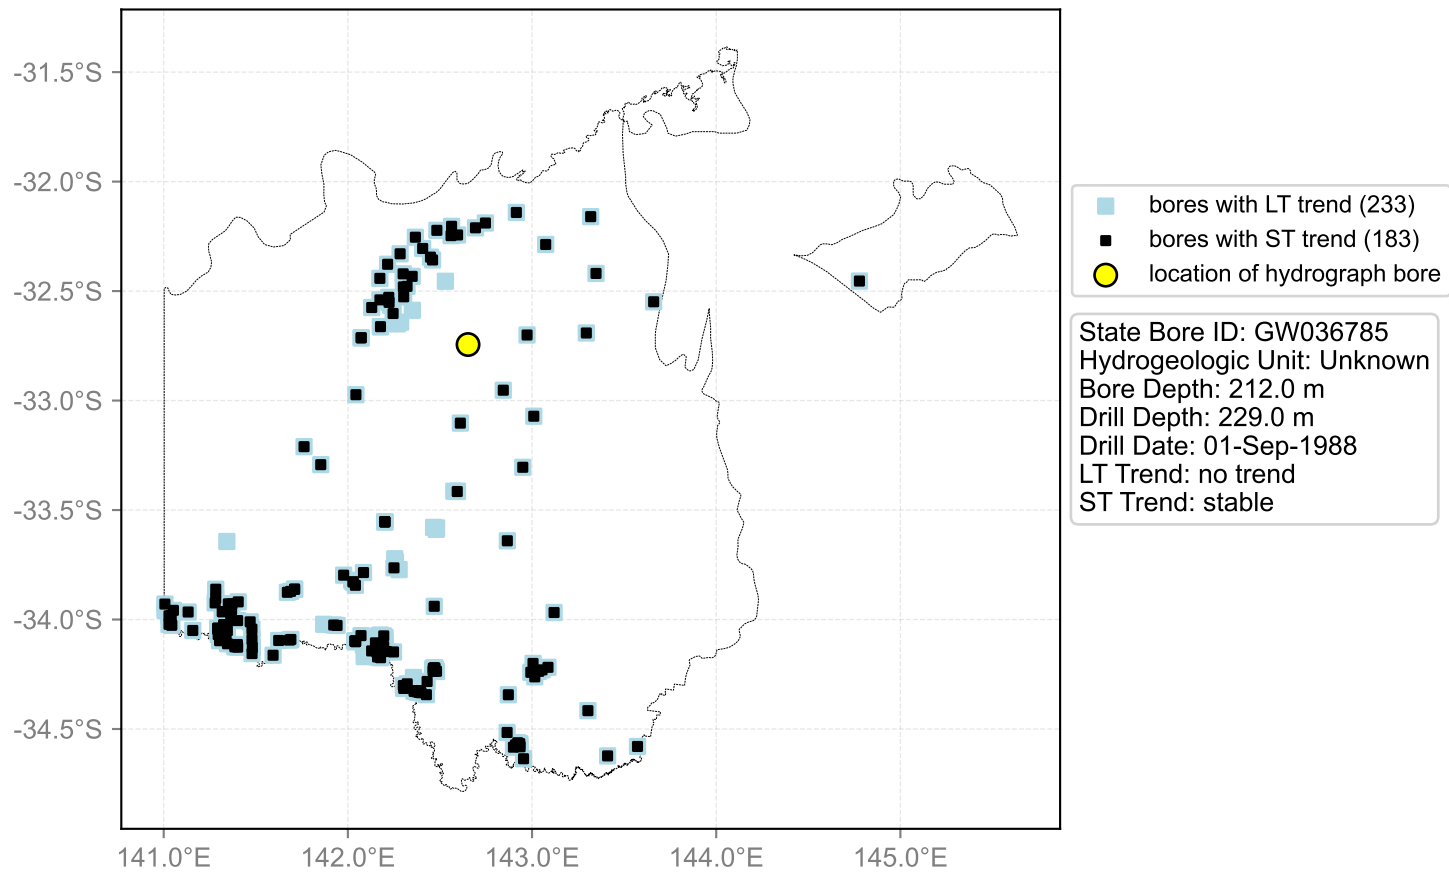 -31.5°S
-32.0°S
-32.5°S
-33.0°S
-33.5°S
-34.0°S
-34.5°S
141.0°E 142.0°E 143.0°E 144.0°E 145.0°E
bores with LT trend (233)
bores with ST trend (183)
location of hydrograph bore
State Bore ID: GW036785
Hydrogeologic Unit: Unknown
Bore Depth: 212.0 m
Drill Depth: 229.0 m
Drill Date: 01-Sep-1988
LT Trend: no trend
ST Trend: stable